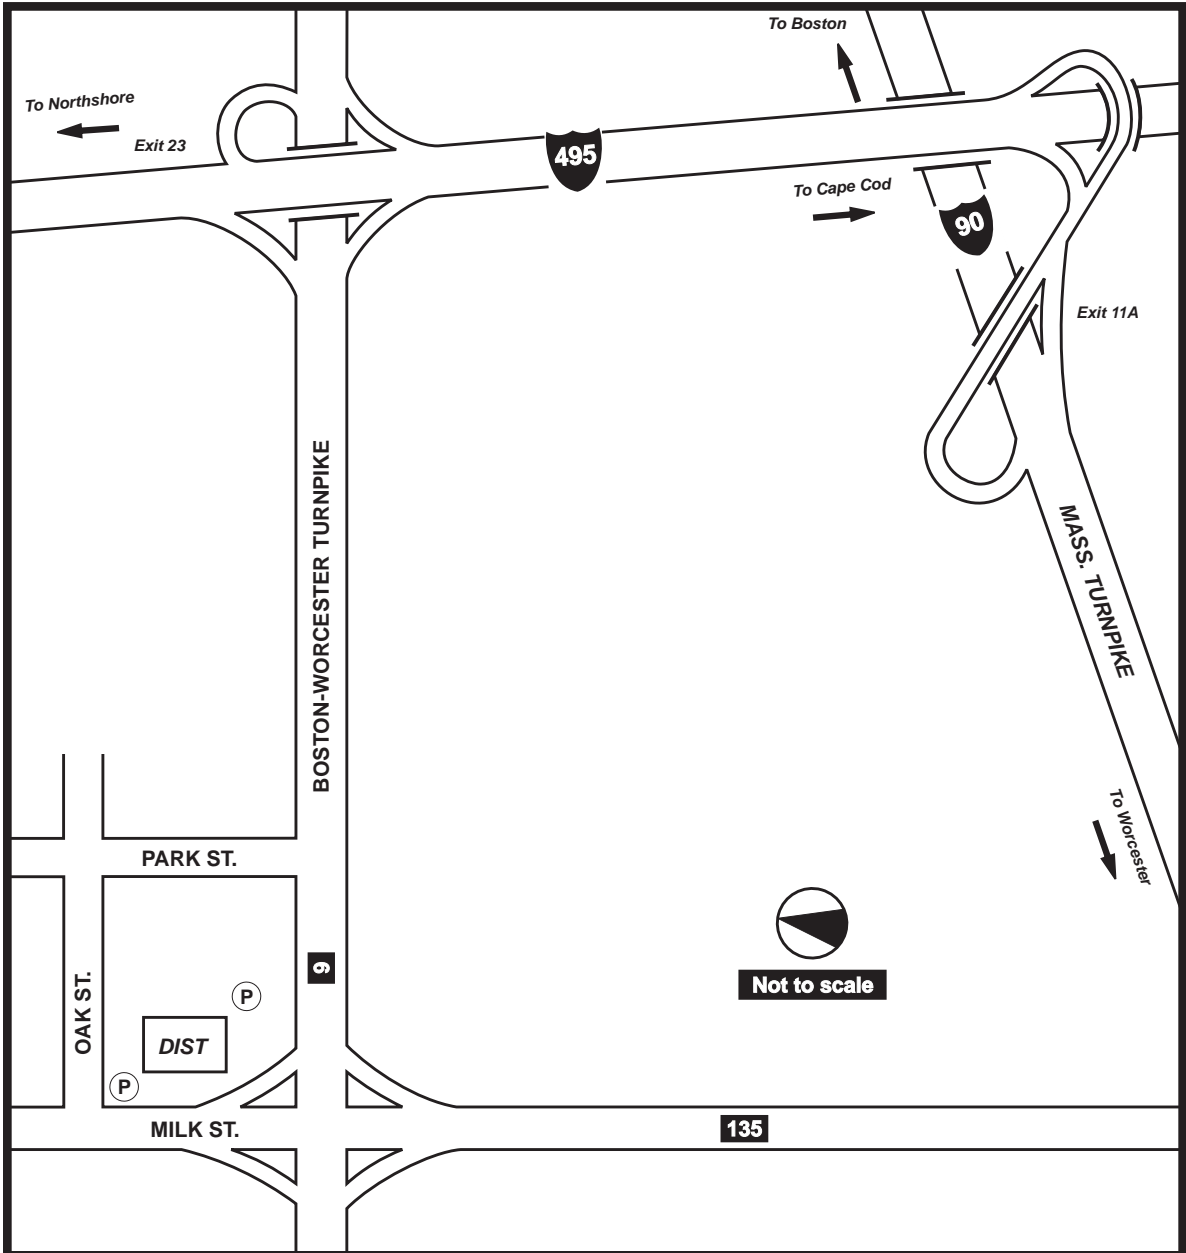 To Boston
To Northshore
Exit 23
495
To Cape Cod
90
Exit 11A
BOSTON-WORCESTER TURNPIKE
MASS. TURNPIKE
To Worcester
PARK ST.
9
Not to scale
OAK ST.
P
DIST
P
MILK ST.
135